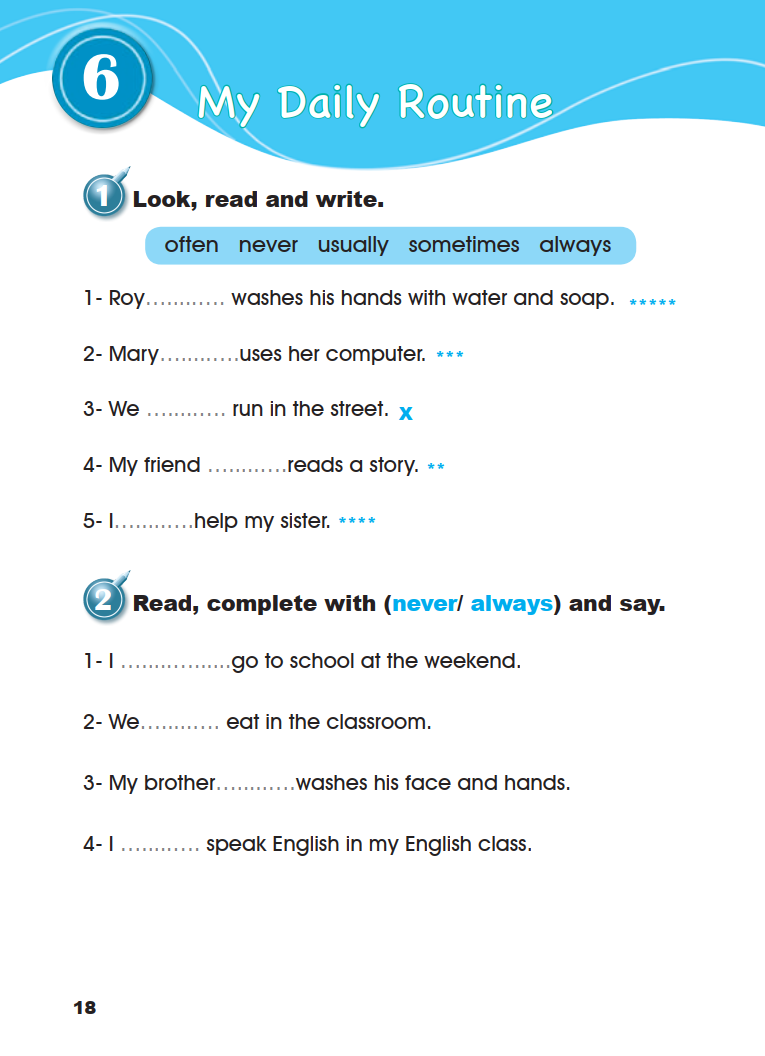 6
My Daily Routine
1 Look, read and write.
often never usually sometimes always
1- Roy………… washes his hands with water and soap. *****
2- Mary…………uses her computer. ***
3- We ………… run in the street. x
4- My friend …………reads a story. **
5- I…………help my sister. ****
2 Read, complete with (never/ always) and say.
1- I ……………..go to school at the weekend.
2- We………… eat in the classroom.
3- My brother…………washes his face and hands.
4- I ………… speak English in my English class.
18